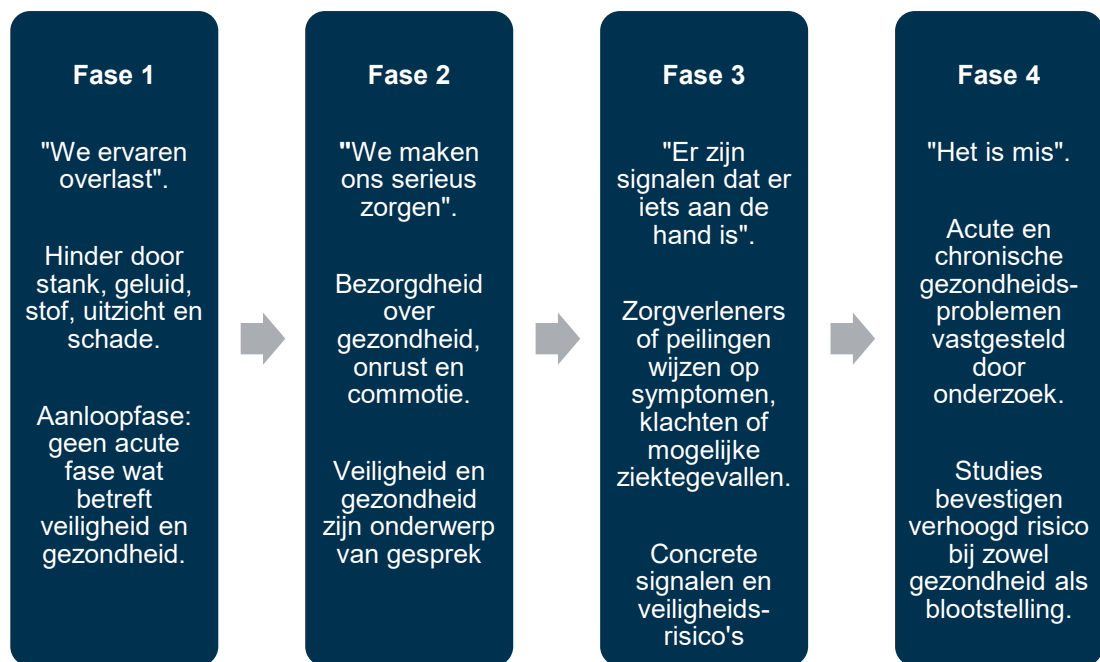 Fase 1
"We ervaren
overlast".
Hinder door
stank, geluid,
stof, uitzicht en
schade.
Aanloopfase:
geen acute
fase wat
betreft
veiligheid en
gezondheid.
Fase 2
"We maken
ons serieus
zorgen".
Bezorgdheid
over
gezondheid,
onrust en
commotie.
Veiligheid en
gezondheid
zijn onderwerp
van gesprek
Fase 3
"Er zijn
signalen dat er
iets aan de
hand is".
Zorgverleners
of peilingen
wijzen op
symptomen,
klachten of
mogelijke
ziektegevallen.
Concrete
signalen en
veiligheids-
risico's
Fase 4
"Het is mis".
Acute en
chronische
gezondheids-
problemen
vastgesteld
door
onderzoek.
Studies
bevestigen
verhoogd risico
bij zowel
gezondheid als
blootstelling.